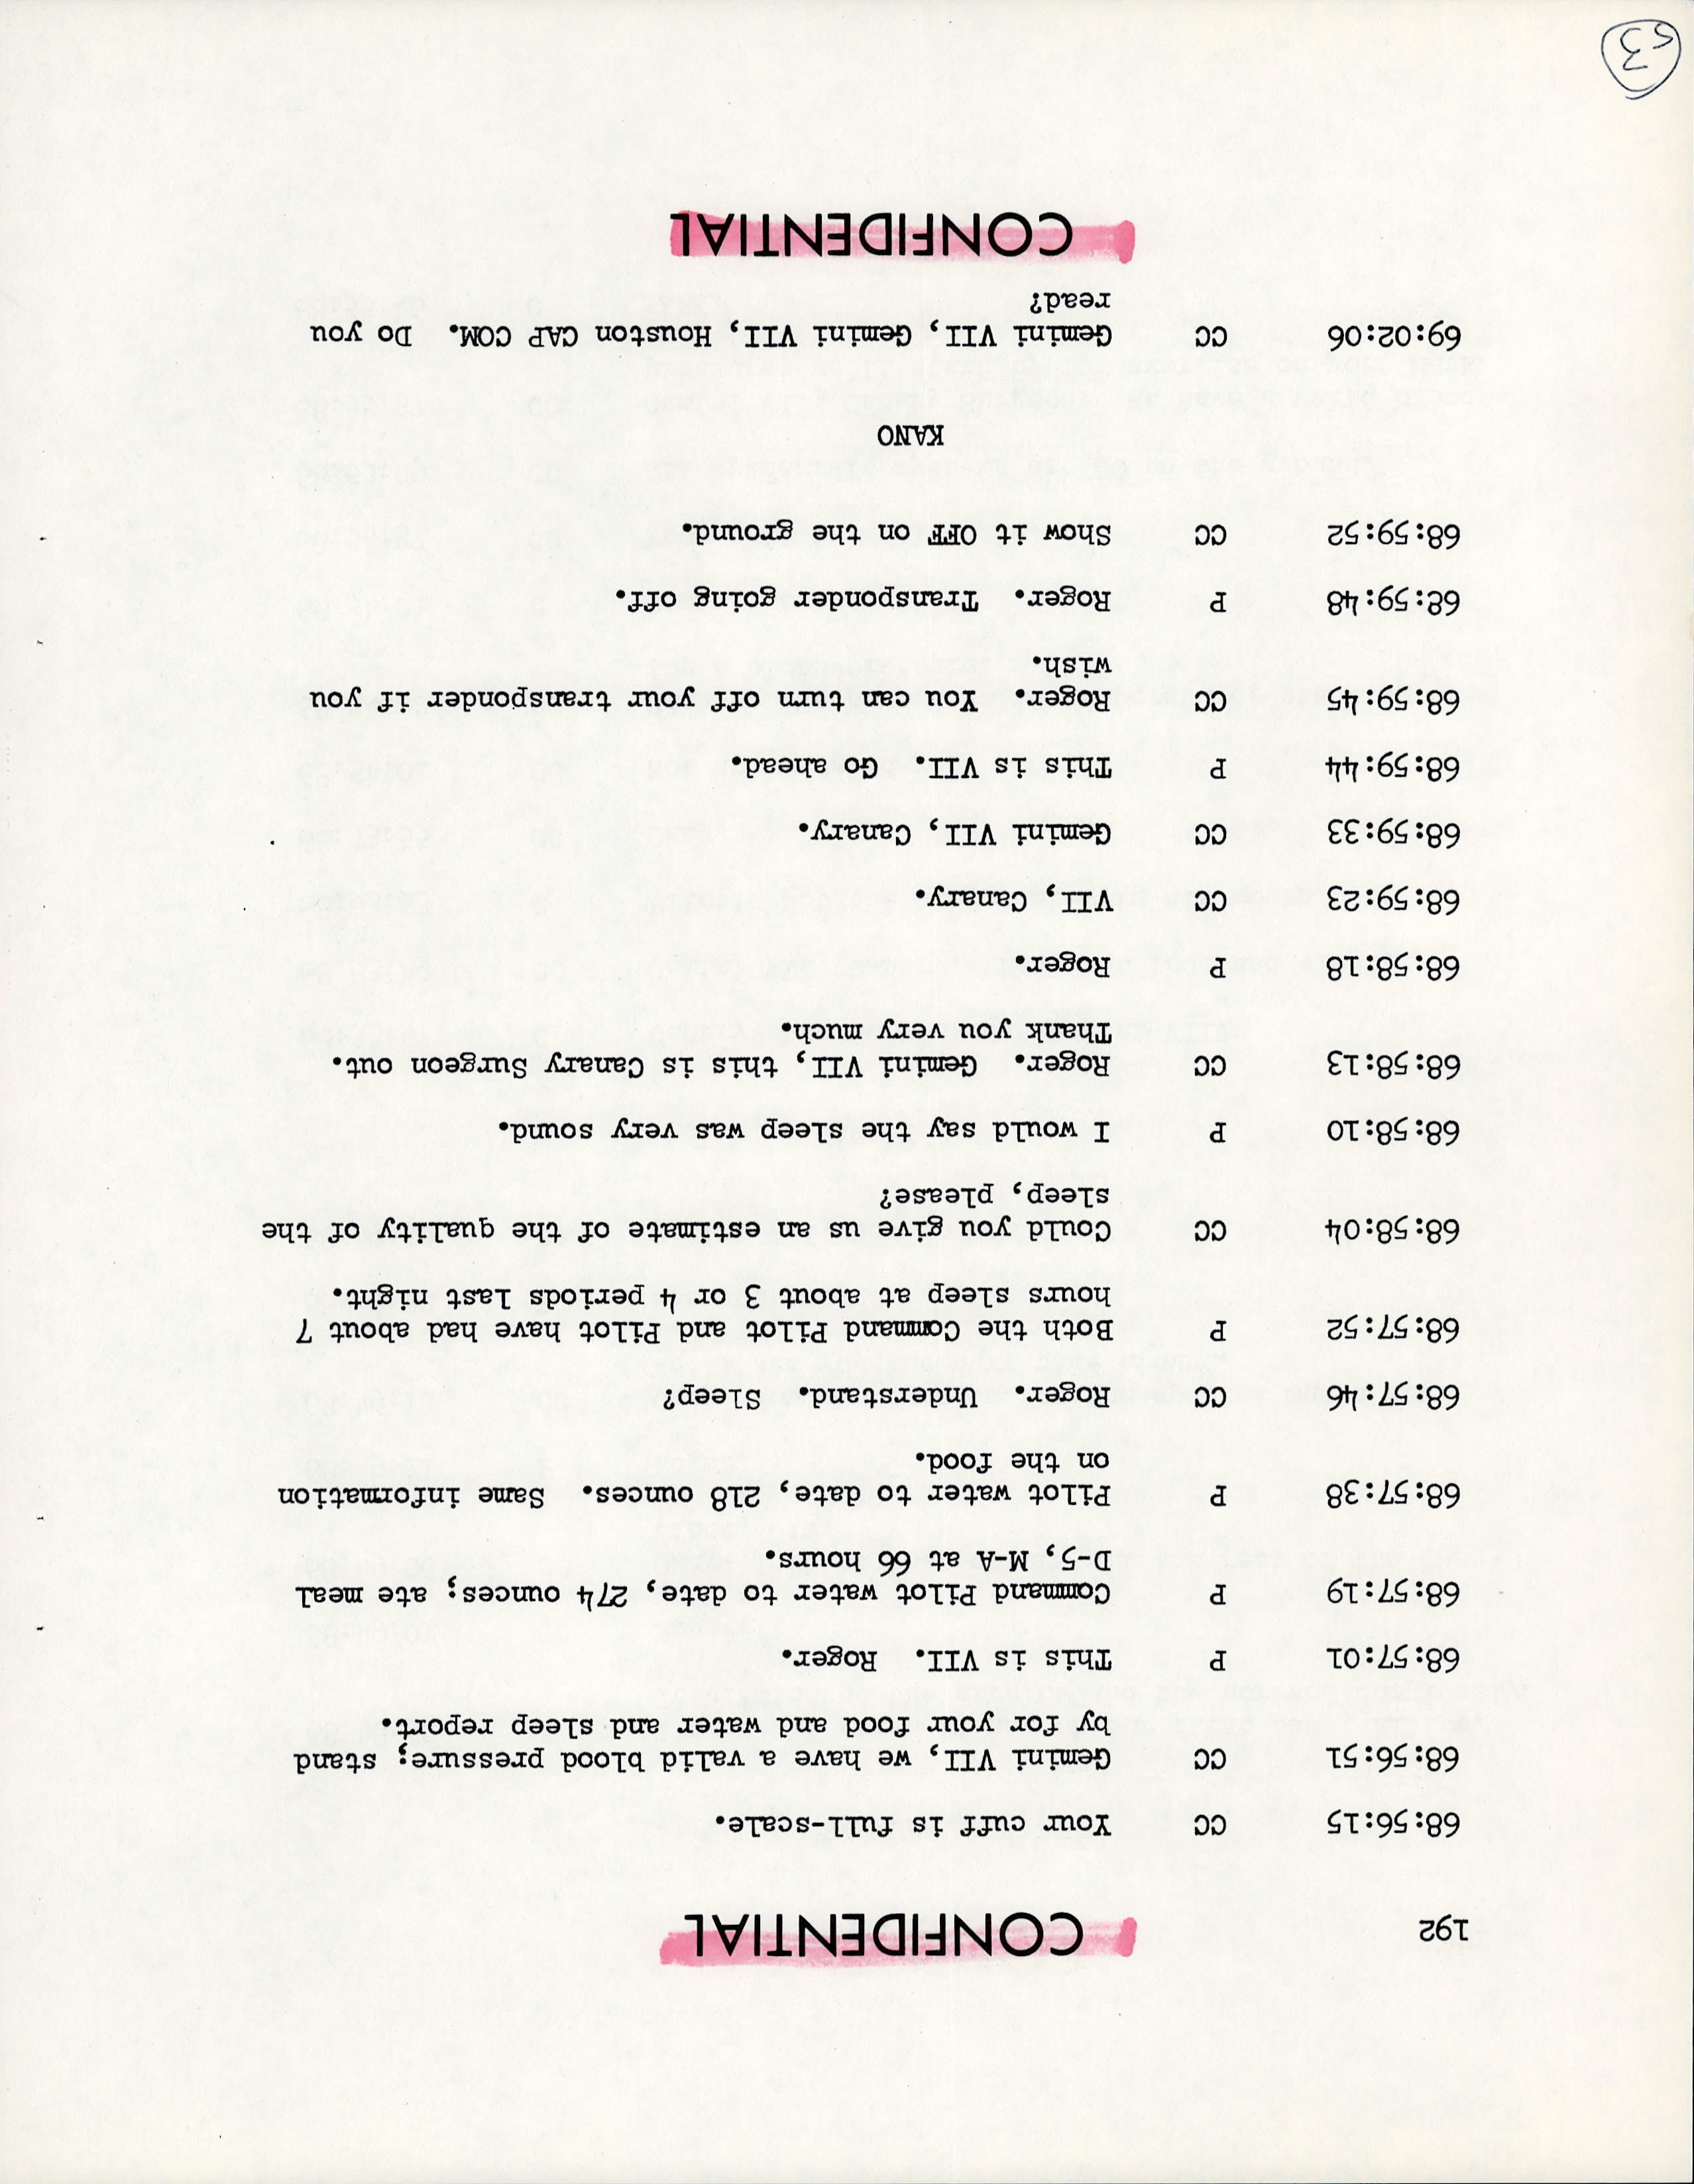 192
CONFIDENTIAL
68:56:15 CC Your cuff is full-scale.
68:56:51 CC Gemini VII, we have a valid blood pressure; stand
by for your food and water and sleep report.
68:57:01 P This is VII. Roger.
68:57:19 P Command Pilot water to date, 274 ounces; ate meal
D-5, M-A at 66 hours.
68:57:38 P Pilot water to date, 218 ounces. Same information
on the food.
68:57:46 CC Roger. Understand. Sleep?
68:57:52 P Both the Command Pilot and Pilot have had about 7
hours sleep at about 3 or 4 periods last night.
68:58:04 CC Could you give us an estimate of the quality of the
sleep, please?
68:58:10 P I would say the sleep was very sound.
68:58:13 CC Roger. Gemini VII, this is Canary Surgeon out.
Thank you very much.
68:58:18 P Roger.
68:59:23 CC VII, Canary.
68:59:33 CC Gemini VII, Canary.
68:59:44 P This is VII. Go ahead.
68:59:45 CC Roger. You can turn off your transponder if you
wish.
68:59:48 P Roger. Transponder going off.
68:59:52 CC Show it OFF on the ground.
KANO
69:02:06 CC Gemini VII, Gemini VII, Houston CAP COM. Do you
read?
CONFIDENTIAL
53